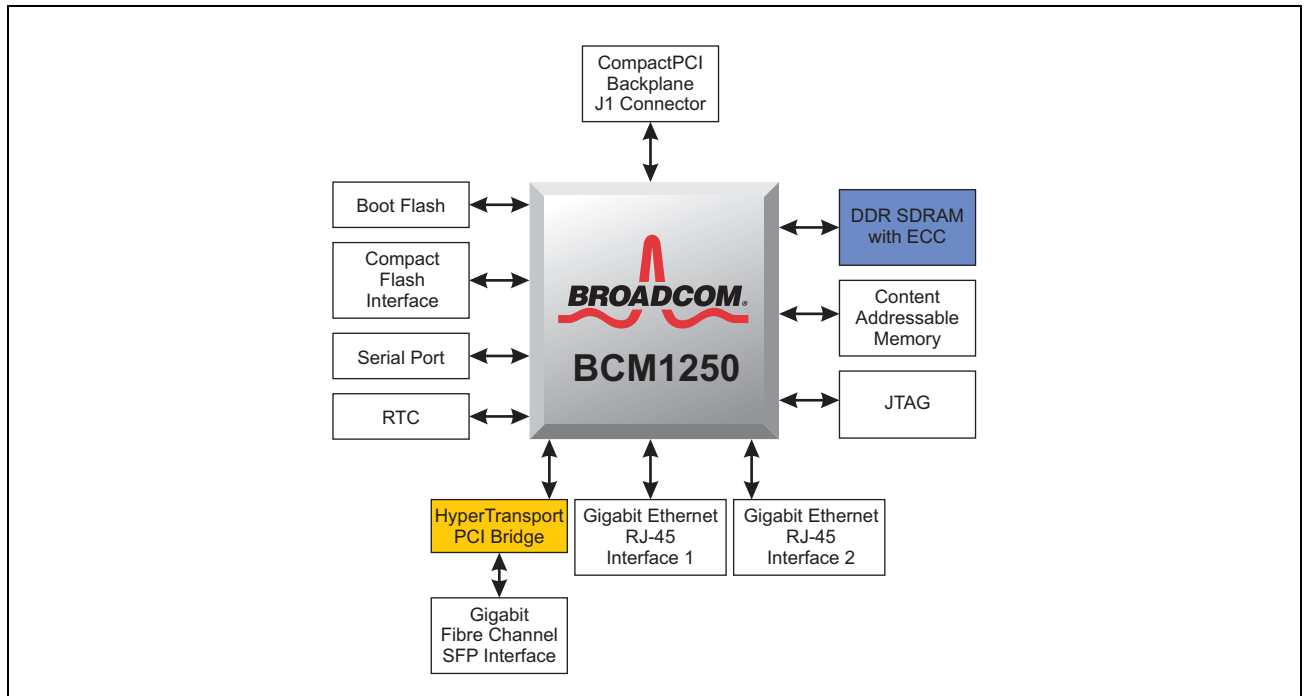 CompactPCI
Backplane
J1 Connector
Boot Flash
Compact
Flash
Interface
Serial Port
RTC
BROADCOM®
BCM1250
DDR SDRAM
with ECC
Content
Addressable
Memory
JTAG
HyperTransport
PCI Bridge
Gigabit Ethernet
RJ-45
Interface 1
Gigabit Ethernet
RJ-45
Interface 2
Gigabit
Fibre Channel
SFP Interface